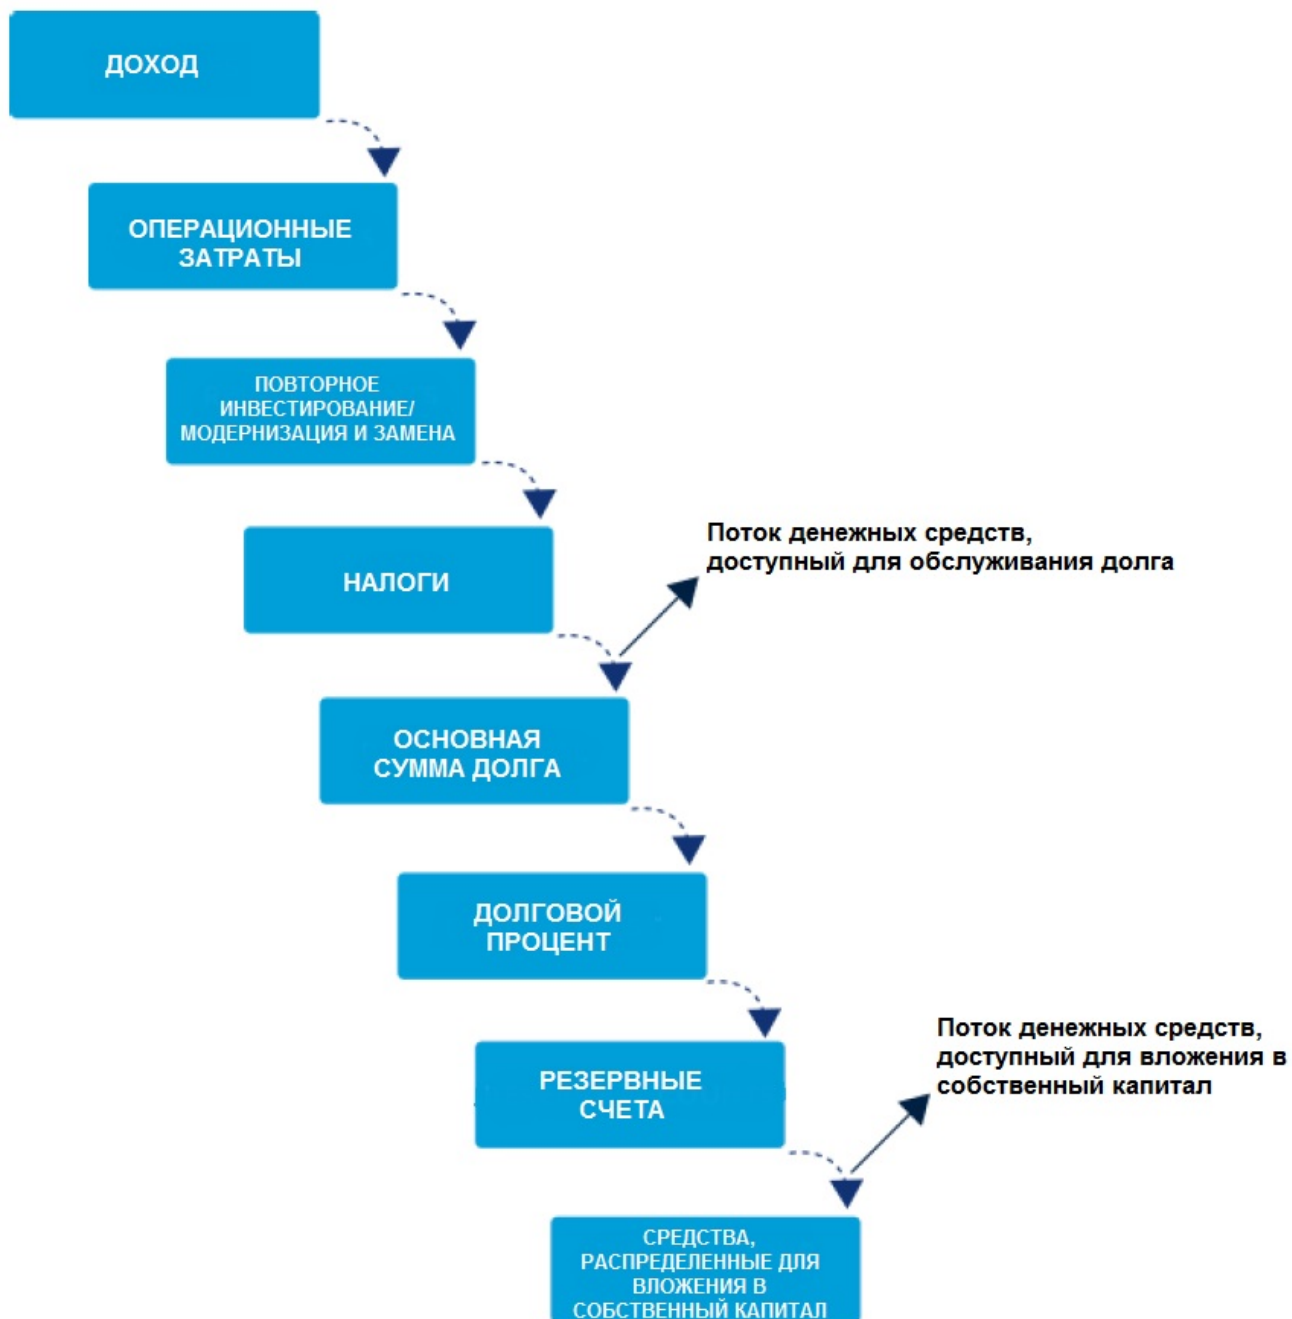 ДОХОД
ОПЕРАЦИОННЫЕ
ЗАТРАТЫ
ПОВТОРНОЕ
ИНВЕСТИРОВАНИЕ/
МОДЕРНИЗАЦИЯ И ЗАМЕНА
НАЛОГИ
Поток денежных средств,
доступный для обслуживания долга
ОСНОВНАЯ
СУММА ДОЛГА
ДОЛГОВОЙ
ПРОЦЕНТ
РЕЗЕРВНЫЕ
СЧЕТА
Поток денежных средств,
доступный для вложения в
собственный капитал
СРЕДСТВА,
РАСПРЕДЕЛЕННЫЕ ДЛЯ
ВЛОЖЕНИЯ В
СОБСТВЕННЫЙ КАПИТАЛ